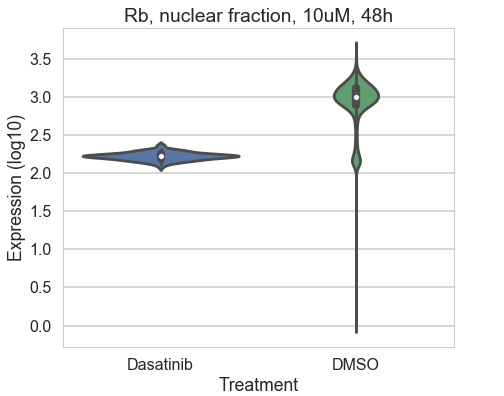 Rb, nuclear fraction, 10uM, 48h
Expression (log10)
3.5
3.0
2.5
2.0
1.5
1.0
0.5
0.0
Dasatinib DMSO
Treatment